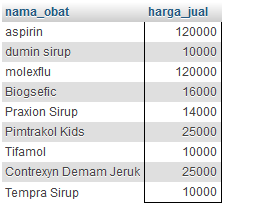 nama_obat harga_jual
aspirin 120000
dumin sirup 10000
molexflu 120000
Biogsefic 16000
Praxion Sirup 14000
Pimtrakol Kids 25000
Tifamol 10000
Contrexyn Demam Jeruk 25000
Tempra Sirup 10000